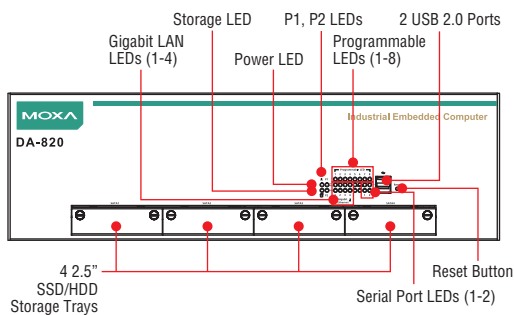 Storage LED
P1, P2 LEDs
2 USB 2.0 Ports
Gigabit LAN
LEDs (1-4)
Power LED
Programmable
LEDs (1-8)
MOXA
Industrial Embedded Computer
DA-820
4 2.5”
SSD/HDD
Storage Trays
Reset Button
Serial Port LEDs (1-2)